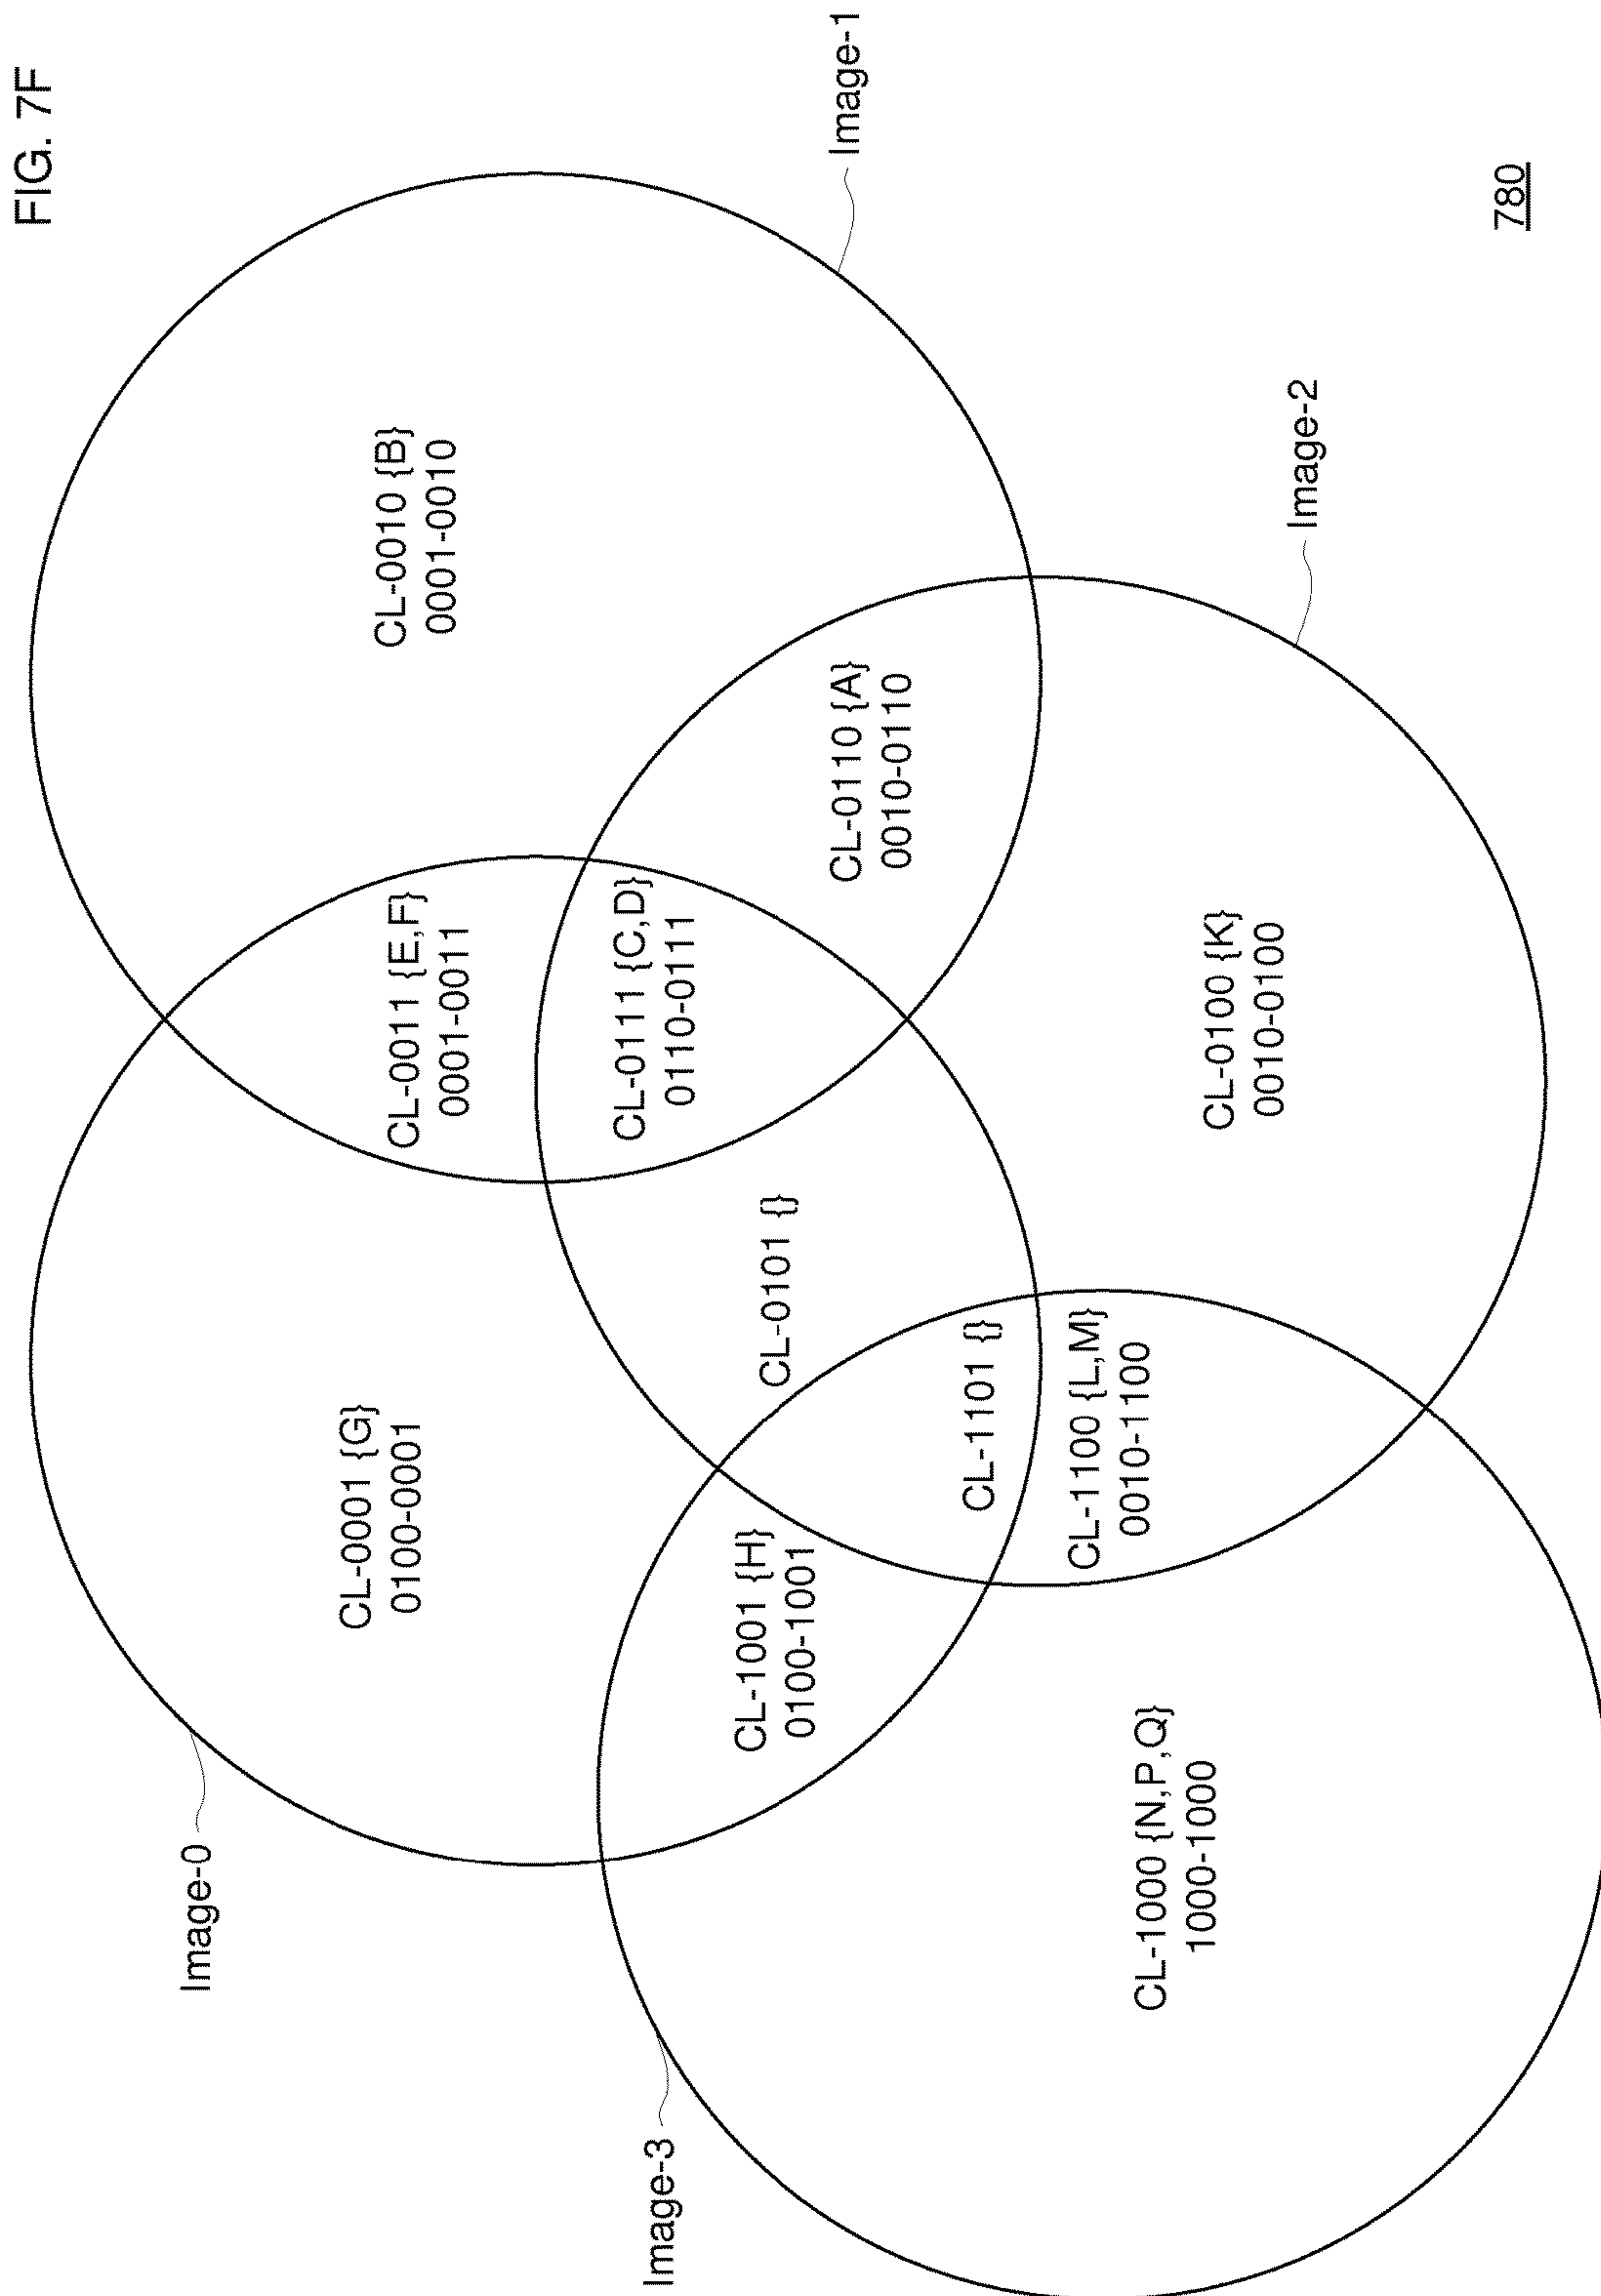 FIG. 7F
Image-0
Image-1
CL-0001 {G}
0100-0001
CL-0011 {E,F}
0001-0011
CL-0010 {B}
0001-0010
CL-0111 {C,D}
0110-0111
CL-1001 {H}
0100-1001
CL-0101 {}
CL-0110 {A}
0010-0110
CL-1101 {}
Image-3
CL-1100 {L,M}
0010-1100
CL-1000 {N,P,Q}
1000-1000
CL-0100 {K}
0010-0100
Image-2
780